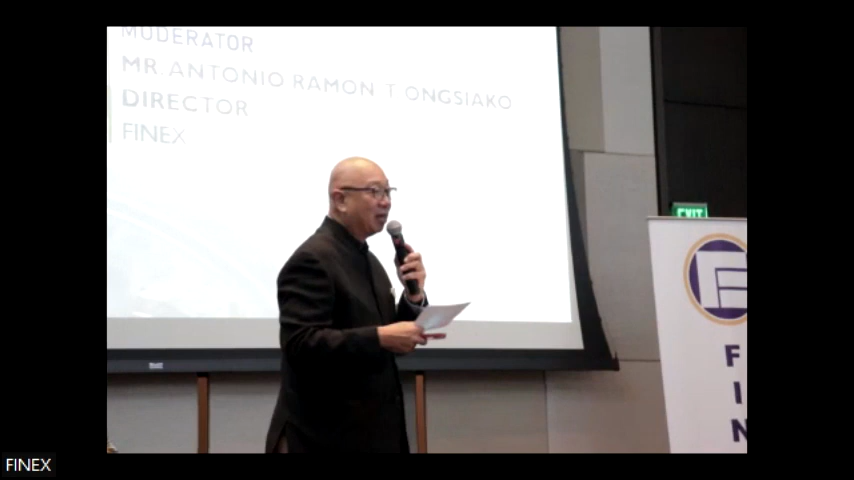 MODERATOR
MR. ANTONIO RAMON T ONGSIAKO
DIRECTOR
FINEX
EXIT
F
I
N
FINEX